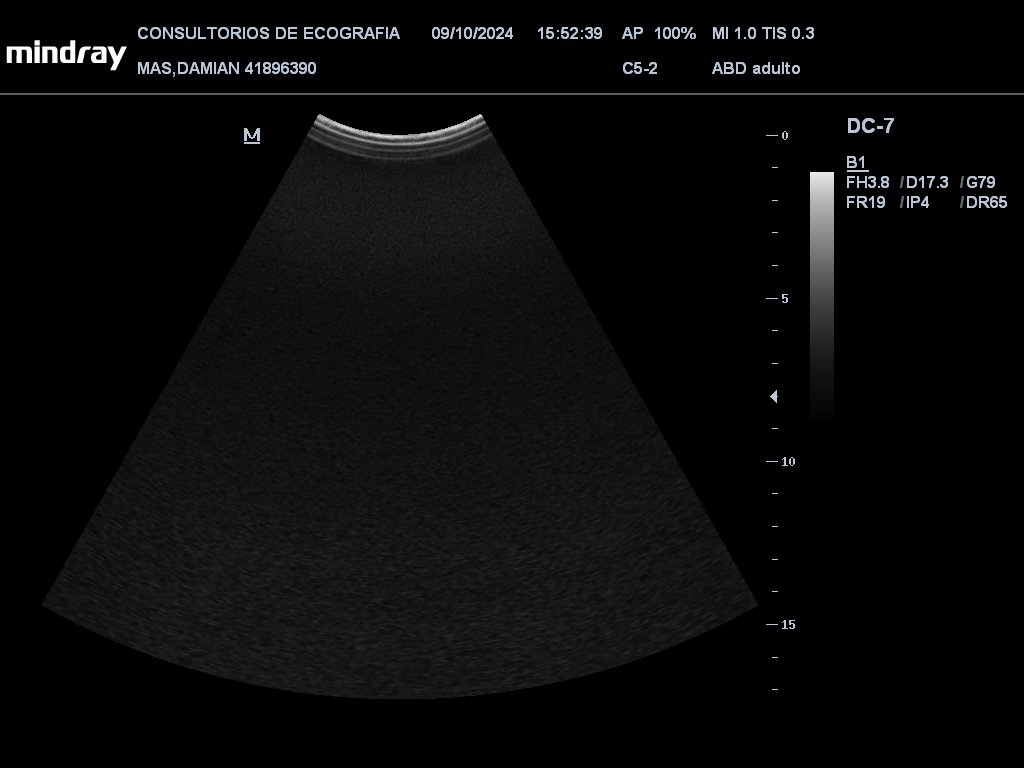 mindray
CONSULTORIOS DE ECOGRAFIA 09/10/2024 15:52:39 AP 100% MI 1.0 TIS 0.3
MAS,DAMIAN 41896390 C5-2 ABD adulto
M
DC-7
B1
FH3.8 /D17.3 /G79
FR19 /IP4 /DR65
0
5
10
15